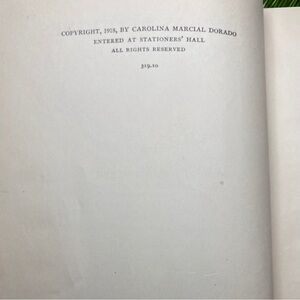 COPYRIGHT, 1918, BY CAROLINA MARCIAL DORADO
ENTERED AT STATIONERS' HALL
ALL RIGHTS RESERVED
319.10